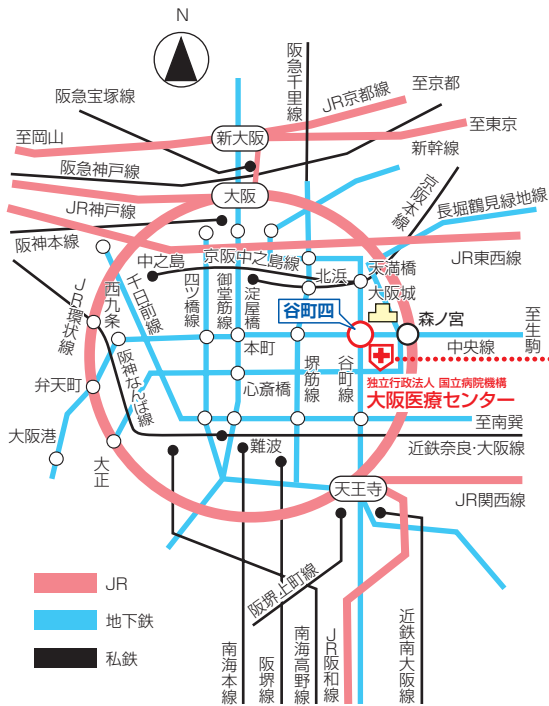 N
阪急宝塚線
阪急千里線
JR京都線
至京都
至岡山
新大阪
至東京
新幹線
阪急神戸線
大阪
京阪本線
長堀鶴見緑地線
JR神戸線
阪神本線
京阪中之島線
中之島
天満橋
JR東西線
北浜
大阪城
JR環状線
西九条
千日前線
四ツ橋線
御堂筋線
淀屋橋
谷町四
森ノ宮
至生駒
本町
中央線
阪神なんば線
堺筋線
谷町線
独立行政法人 国立病院機構
大阪医療センター
弁天町
心斎橋
大阪港
大正
至南巽
難波
近鉄奈良・大阪線
天王寺
JR関西線
JR
地下鉄
私鉄
阪堺上町線
南海本線
阪堺線
南海高野線
JR阪和線
近鉄南大阪線